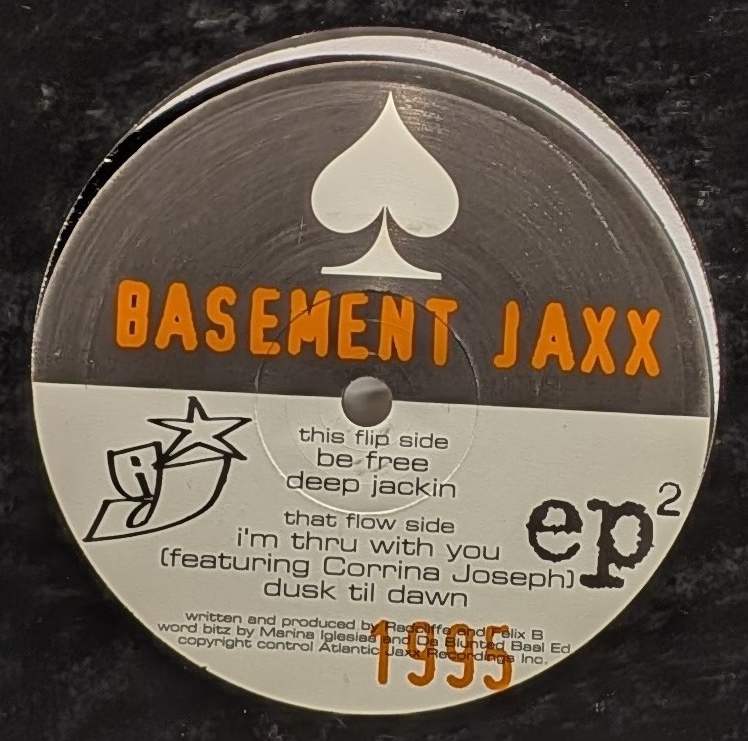 BASEMENT JAXX
this flip side
be free
deep jackin
that flow side
i'm thru with you
(featuring Corrina Joseph)
dusk til dawn
ep²
written and produced by Radcliffe and Felix B
word bitz by Marina Iglesias and Da Blunted Baal Ed
copyright control Atlantic Jaxx Recordings Inc.
1995